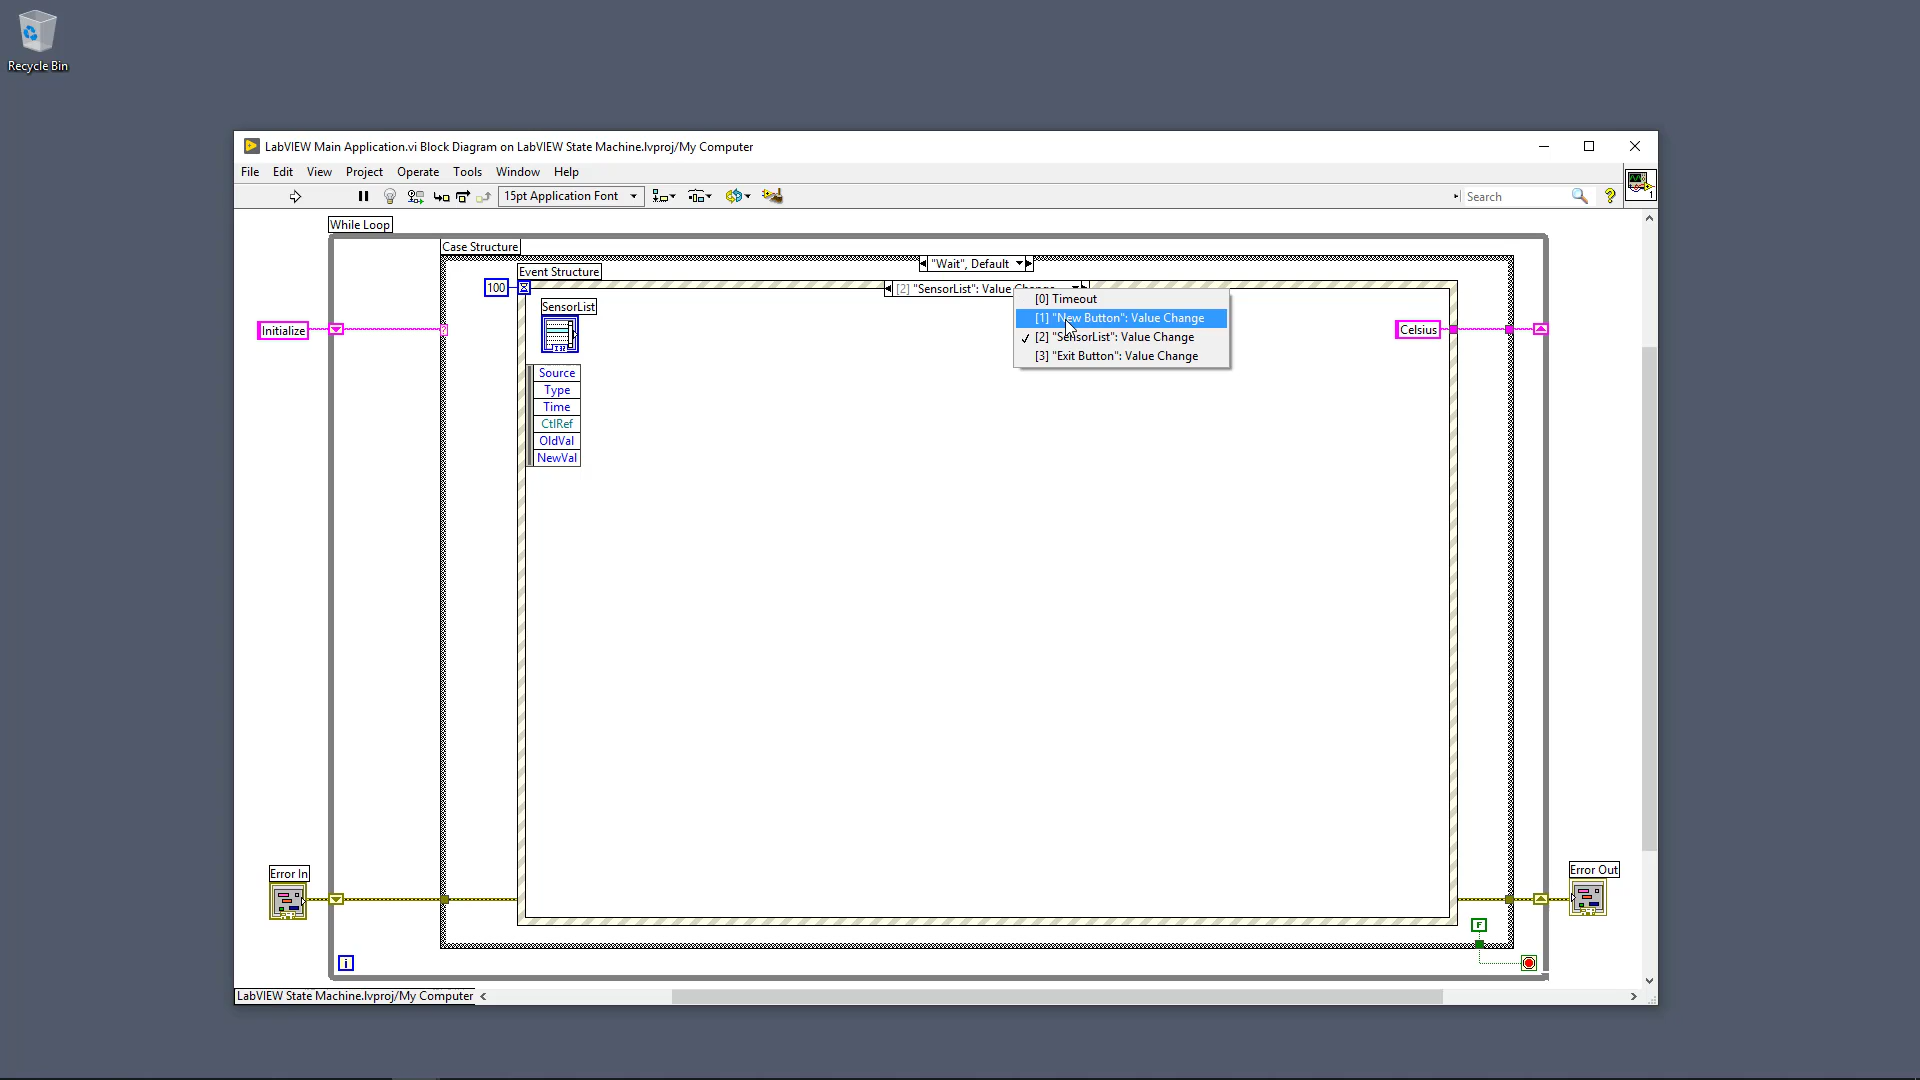 Recycle Bin
LabVIEW Main Application.vi Block Diagram on LabVIEW State Machine.lvproj/My Computer
File Edit View Project Operate Tools Window Help
15pt Application Font
Search
?
1
While Loop
Case Structure
"Wait", Default
Event Structure
100
[2] "SensorList": Value Change
[0] Timeout
[1] "New Button": Value Change
[2] "SensorList": Value Change
[3] "Exit Button": Value Change
SensorList
Initialize
?
Celsius
Source
Type
Time
CtlRef
OldVal
NewVal
Error In
Error Out
F
i
LabVIEW State Machine.lvproj/My Computer